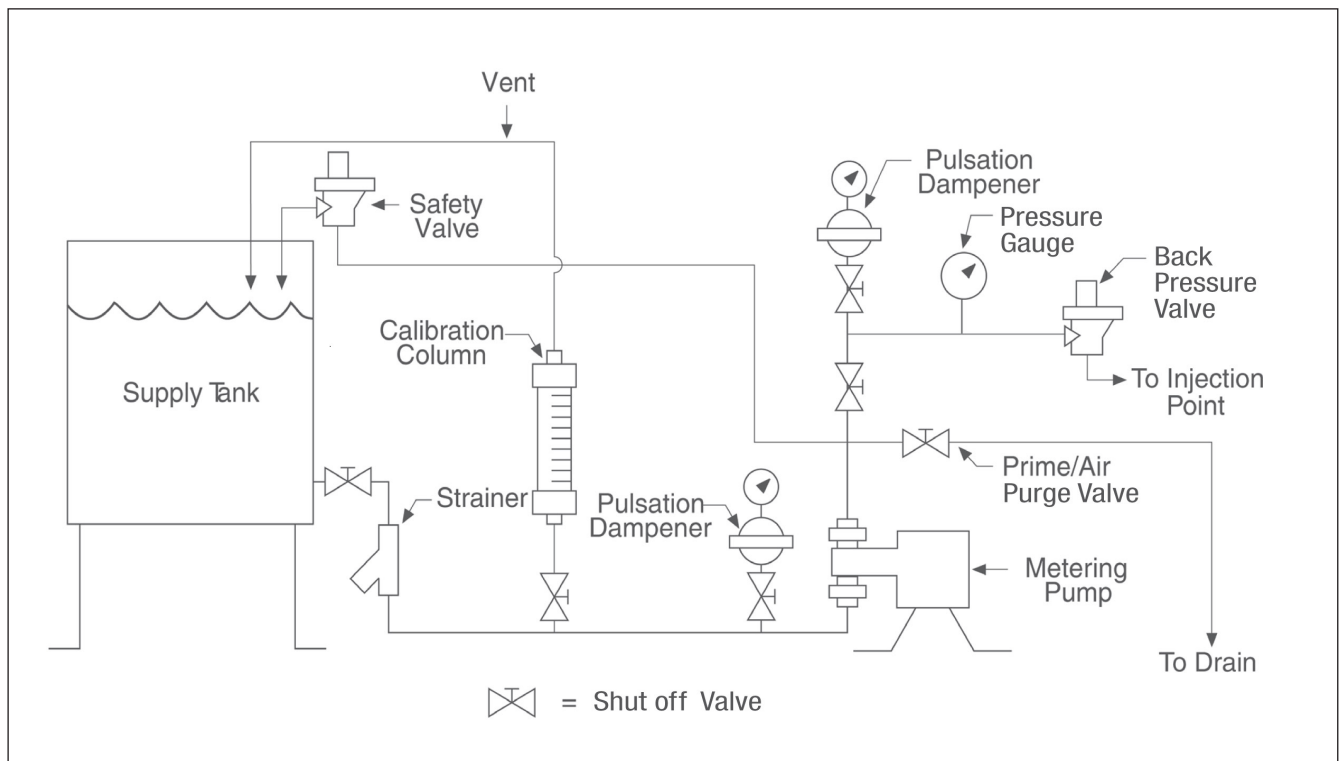 Vent
Pulsation
Dampener
Safety
Valve
Pressure
Gauge
Back
Pressure
Valve
Calibration
Column
Supply Tank
To Injection
Point
Strainer
Pulsation
Dampener
Prime/Air
Purge Valve
Metering
Pump
To Drain
= Shut off Valve